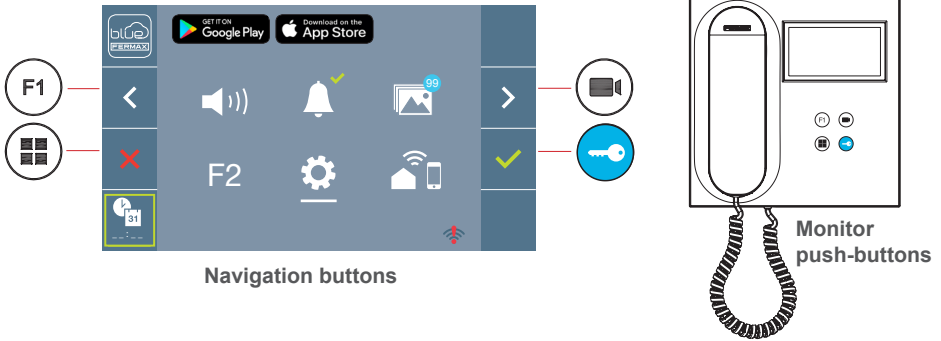 blue
FERMAX
GET IT ON
Google Play
Download on the
App Store
F1
99
F2
31
--:--
F1
Navigation buttons
Monitor
push-buttons